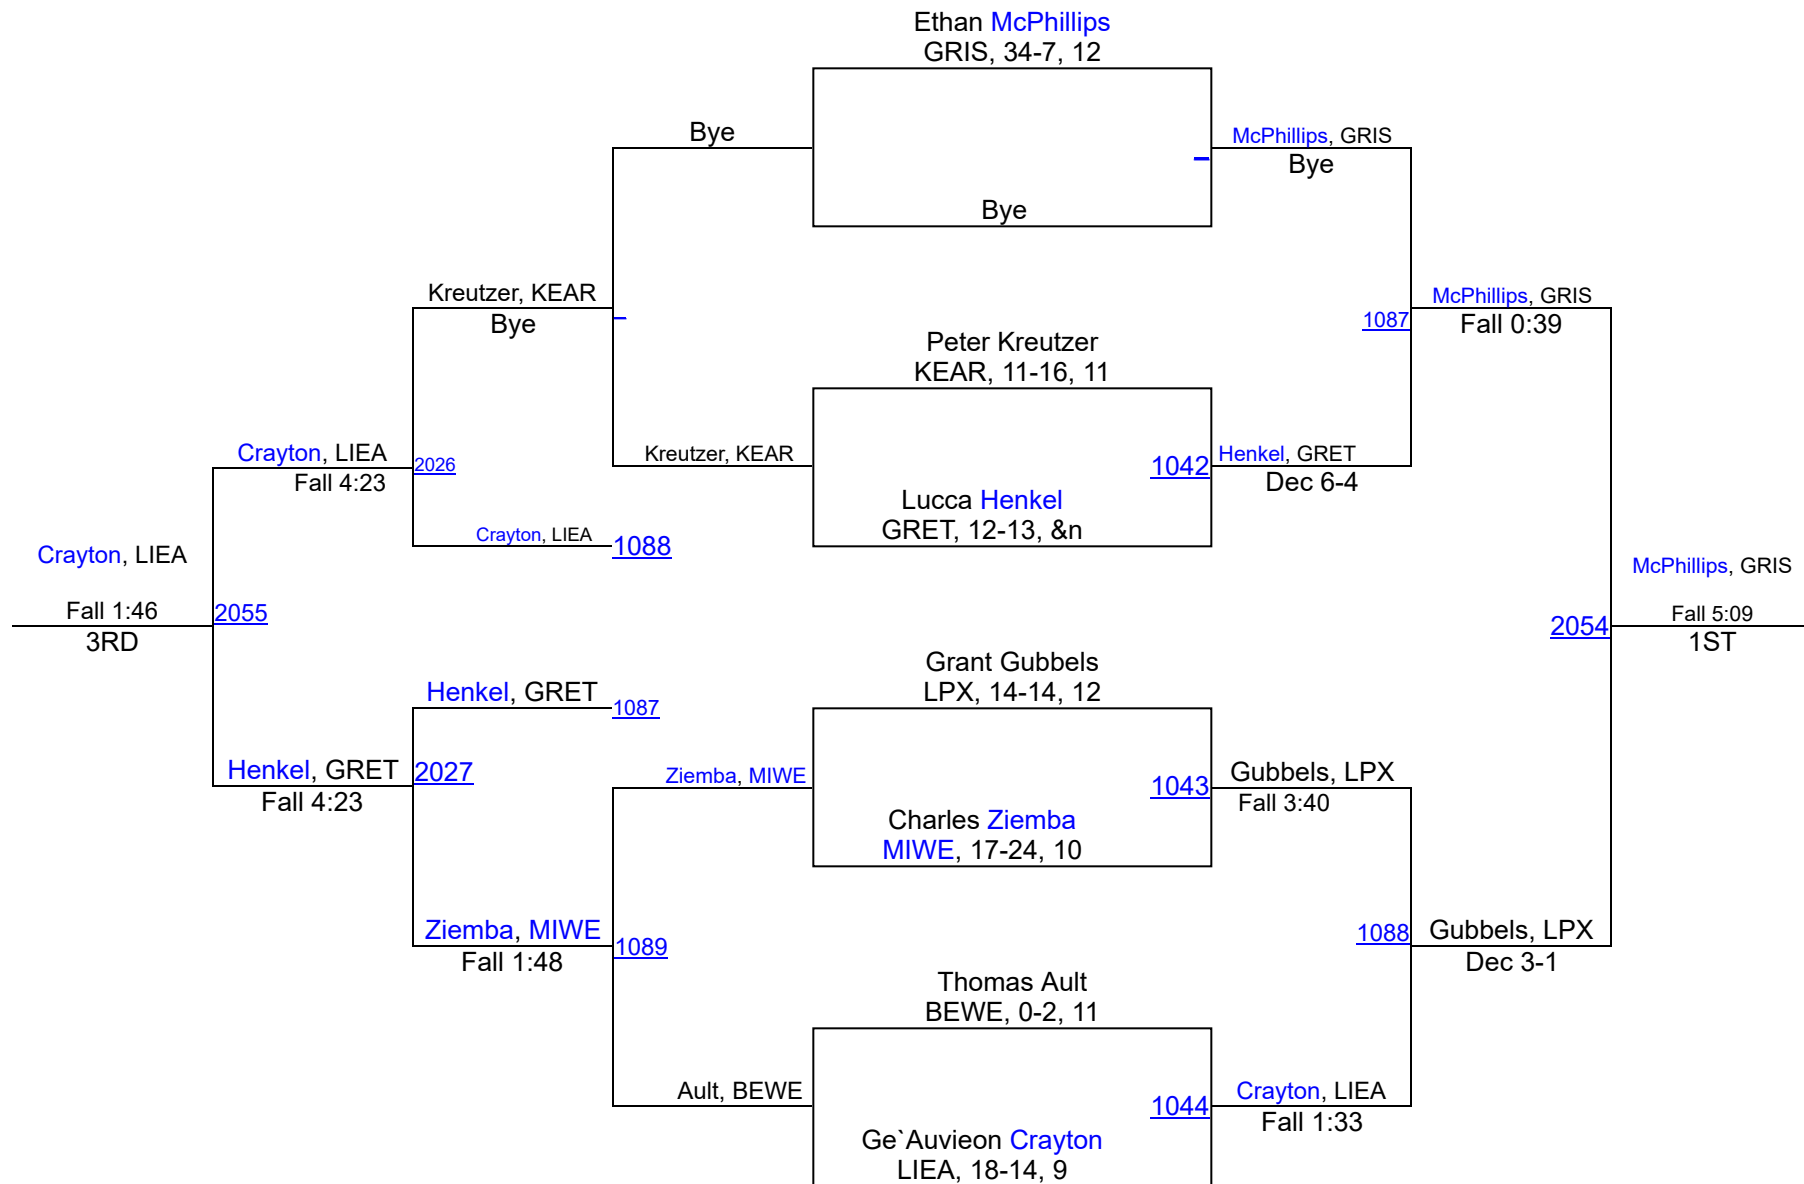 Ethan McPhillips
GRIS, 34-7, 12
Bye
McPhillips, GRIS
Bye
Bye
Kreutzer, KEAR
Bye
McPhillips, GRIS
1087
Fall 0:39
Peter Kreutzer
KEAR, 11-16, 11
Crayton, LIEA
2026
Fall 4:23
Kreutzer, KEAR
1042
Henkel, GRET
Dec 6-4
Lucca Henkel
GRET, 12-13, &n
Crayton, LIEA
1088
Crayton, LIEA
Fall 1:46
2055
3RD
McPhillips, GRIS
Fall 5:09
2054
1ST
Grant Gubbels
LPX, 14-14, 12
Henkel, GRET
1087
Henkel, GRET
2027
Fall 4:23
Ziemba, MIWE
1043
Gubbels, LPX
Fall 3:40
Charles Ziemba
MIWE, 17-24, 10
Ziemba, MIWE
1089
Fall 1:48
1088
Gubbels, LPX
Dec 3-1
Thomas Ault
BEWE, 0-2, 11
Ault, BEWE
1044
Crayton, LIEA
Fall 1:33
Ge`Auvieon Crayton
LIEA, 18-14, 9